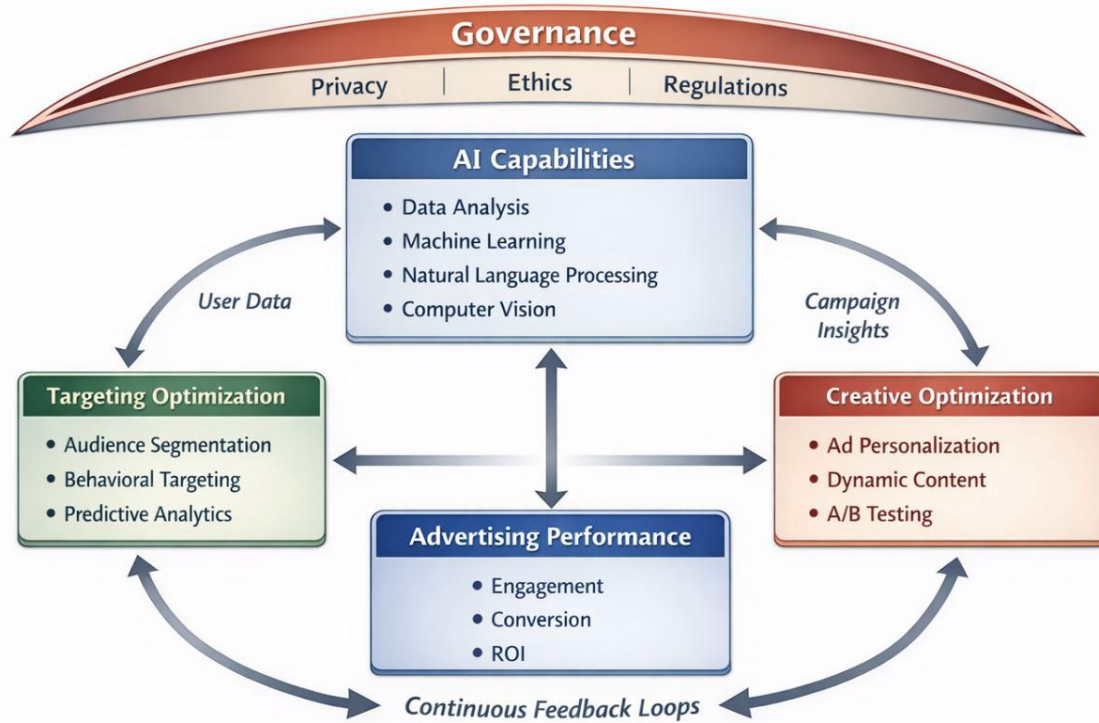 Governance
Privacy | Ethics | Regulations
AI Capabilities
• Data Analysis
• Machine Learning
• Natural Language Processing
• Computer Vision
User Data
Campaign
Insights
Targeting Optimization
• Audience Segmentation
• Behavioral Targeting
• Predictive Analytics
Creative Optimization
• Ad Personalization
• Dynamic Content
• A/B Testing
Advertising Performance
• Engagement
• Conversion
• ROI
Continuous Feedback Loops